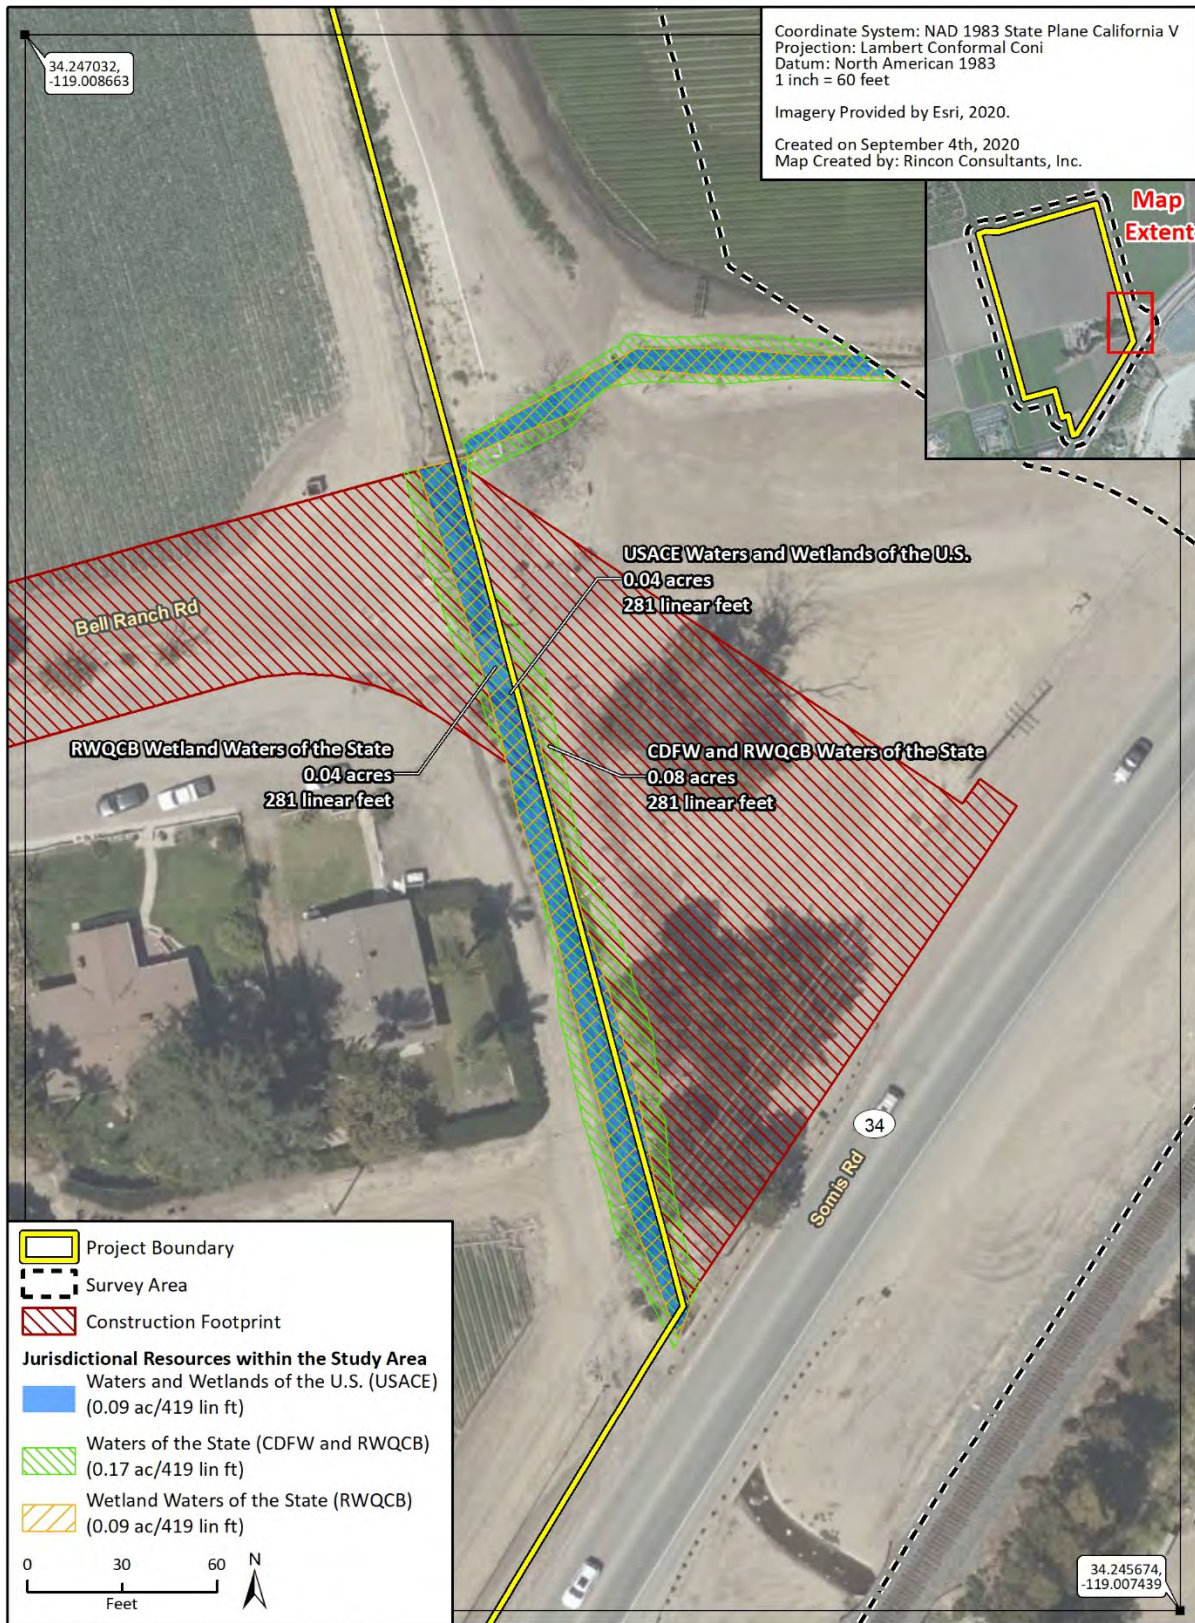 34.247032,
-119.008663
Coordinate System: NAD 1983 State Plane California V
Projection: Lambert Conformal Coni
Datum: North American 1983
1 inch = 60 feet
Imagery Provided by Esri, 2020.
Created on September 4th, 2020
Map Created by: Rincon Consultants, Inc.
Map
Extent
USACE Waters and Wetlands of the U.S.
0.04 acres
281 linear feet
Bell Ranch Rd
RWQCB Wetland Waters of the State
0.04 acres
281 linear feet
CDFW and RWQCB Waters of the State
0.08 acres
281 linear feet
34
Somis Rd
Project Boundary
Survey Area
Construction Footprint
Jurisdictional Resources within the Study Area
Waters and Wetlands of the U.S. (USACE)
(0.09 ac/419 lin ft)
Waters of the State (CDFW and RWQCB)
(0.17 ac/419 lin ft)
Wetland Waters of the State (RWQCB)
(0.09 ac/419 lin ft)
0 30 60
Feet
N
34.245674,
-119.007439